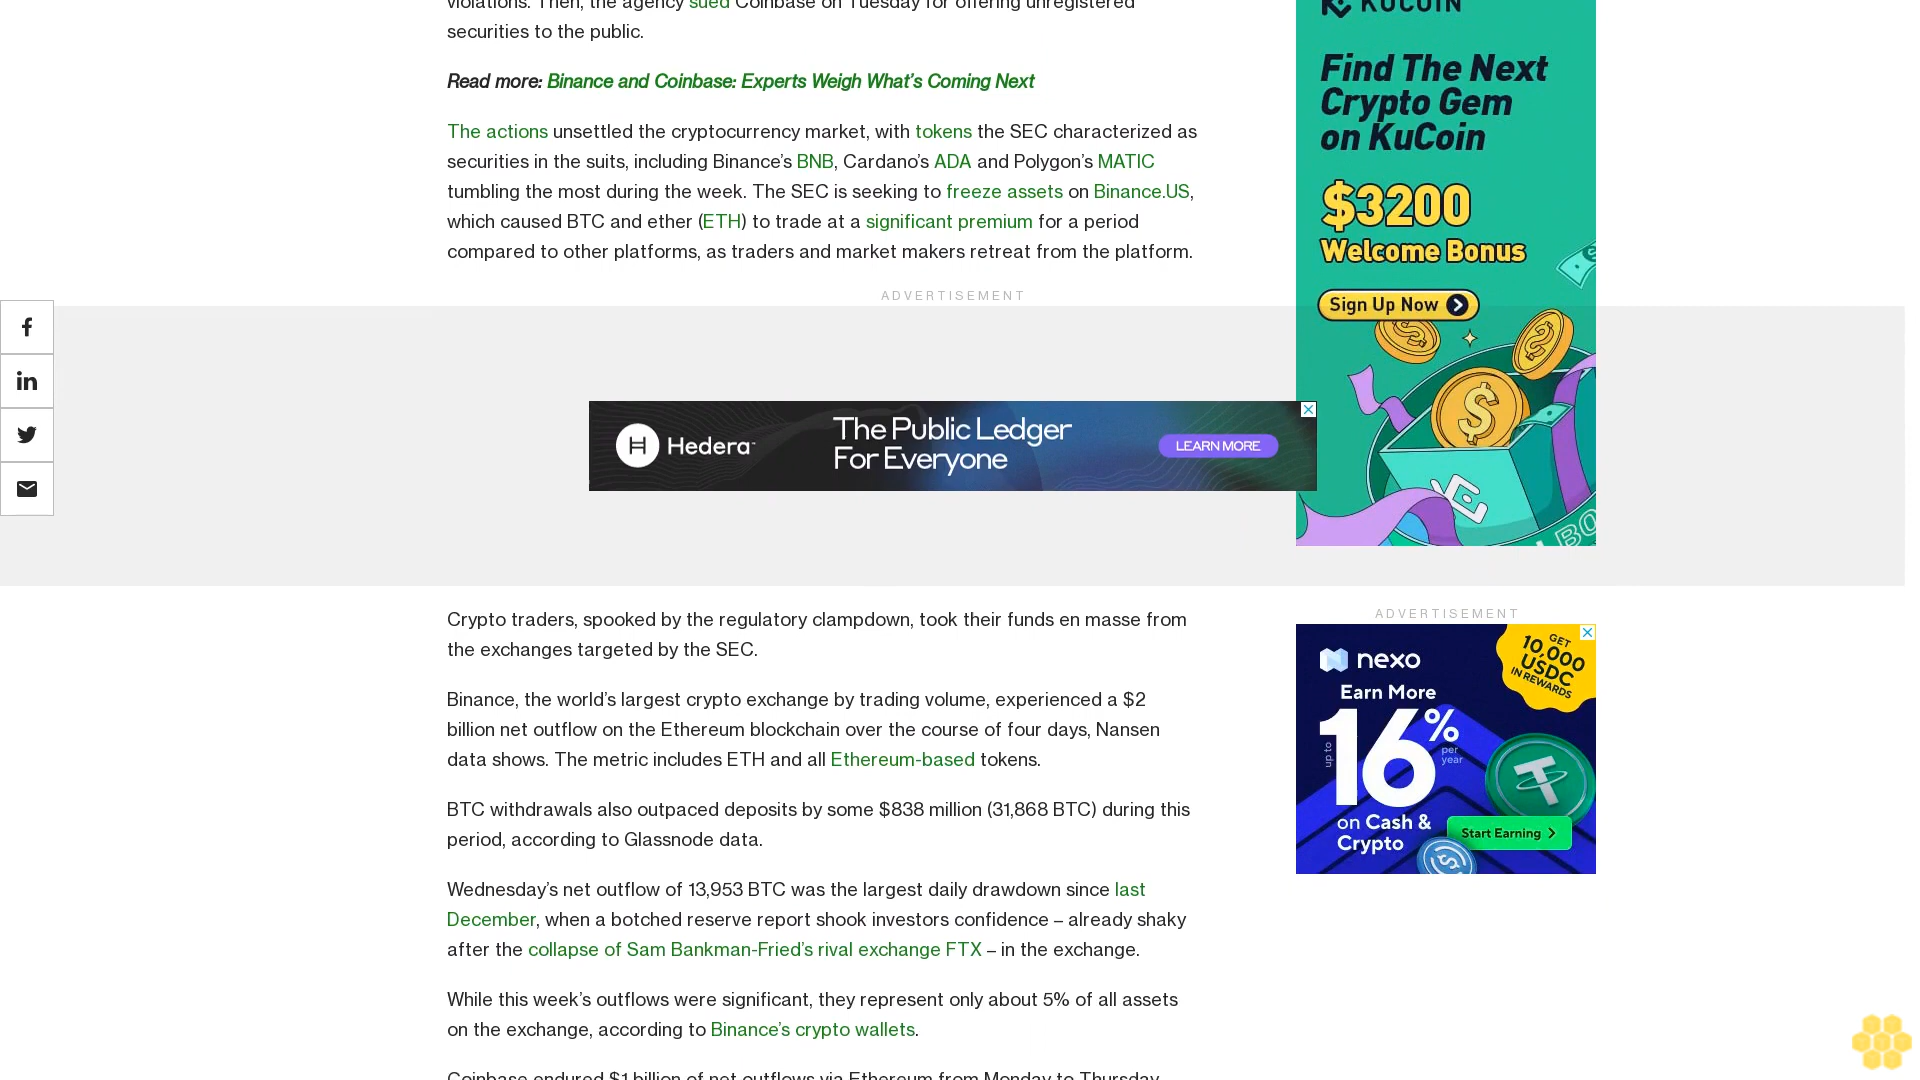 violations. Then, the agency sued Coinbase on Tuesday for offering unregistered
securities to the public.
Read more: Binance and Coinbase: Experts Weigh What's Coming Next
The actions unsettled the cryptocurrency market, with tokens the SEC characterized as
securities in the suits, including Binance's BNB, Cardano's ADA and Polygon's MATIC
tumbling the most during the week. The SEC is seeking to freeze assets on Binance.US,
which caused BTC and ether (ETH) to trade at a significant premium for a period
compared to other platforms, as traders and market makers retreat from the platform.
ADVERTISEMENT
Hedera
The Public Ledger
For Everyone
LEARN MORE
Crypto traders, spooked by the regulatory clampdown, took their funds en masse from
the exchanges targeted by the SEC.
Binance, the world's largest crypto exchange by trading volume, experienced a $2
billion net outflow on the Ethereum blockchain over the course of four days, Nansen
data shows. The metric includes ETH and all Ethereum-based tokens.
BTC withdrawals also outpaced deposits by some $838 million (31,868 BTC) during this
period, according to Glassnode data.
Wednesday's net outflow of 13,953 BTC was the largest daily drawdown since last
December, when a botched reserve report shook investors confidence – already shaky
after the collapse of Sam Bankman-Fried's rival exchange FTX – in the exchange.
While this week's outflows were significant, they represent only about 5% of all assets
on the exchange, according to Binance's crypto wallets.
Coinbase endured $1 billion of net outflows via Ethereum from Monday to Thursday,
KUCOIN
Find The Next
Crypto Gem
on KuCoin
$3200
Welcome Bonus
Sign Up Now
ADVERTISEMENT
nexo
GET
10,000
USDC
IN REWARDS
Earn More
up to
16%
per
year
on Cash &
Crypto
Start Earning